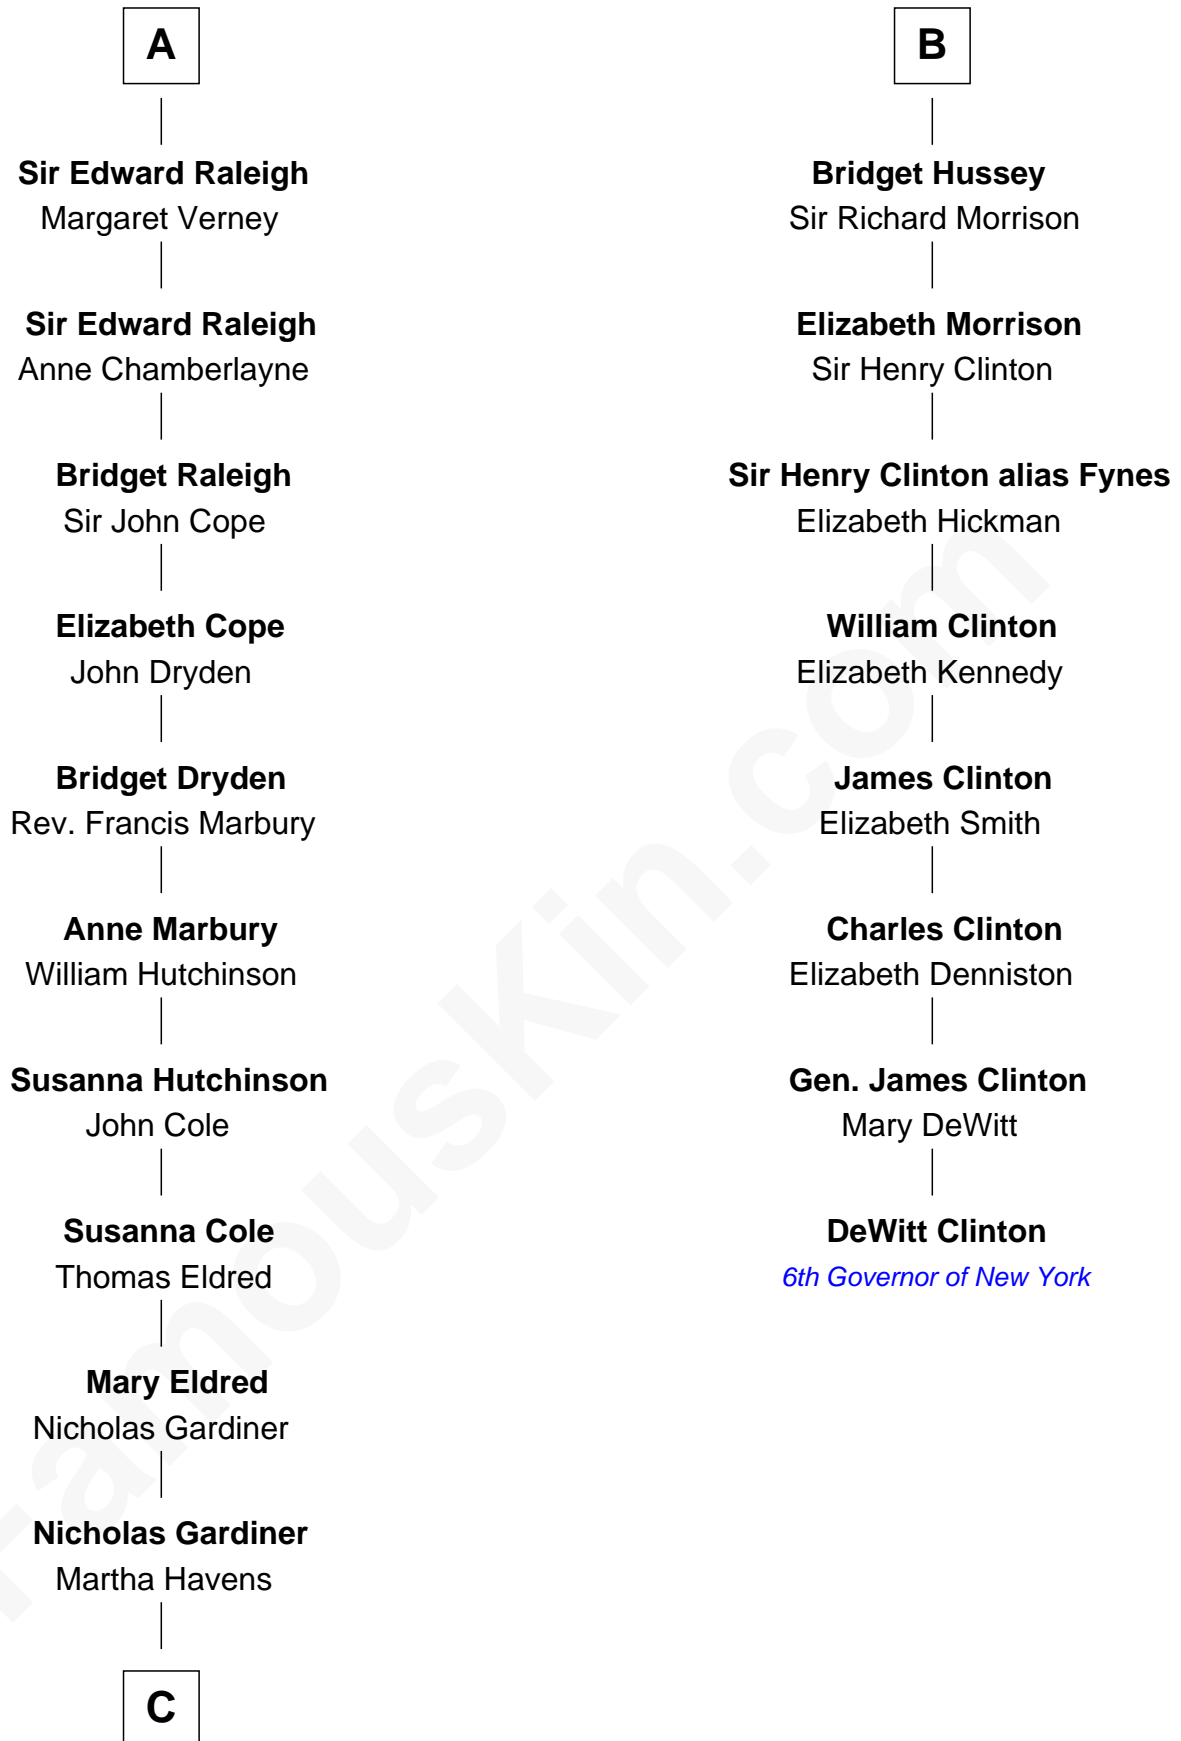 A
Sir Edward Raleigh
Margaret Verney
Sir Edward Raleigh
Anne Chamberlayne
Bridget Raleigh
Sir John Cope
Elizabeth Cope
John Dryden
Bridget Dryden
Rev. Francis Marbury
Anne Marbury
William Hutchinson
Susanna Hutchinson
John Cole
Susanna Cole
Thomas Eldred
Mary Eldred
Nicholas Gardiner
Nicholas Gardiner
Martha Havens
C
B
Bridget Hussey
Sir Richard Morrison
Elizabeth Morrison
Sir Henry Clinton
Sir Henry Clinton alias Fynes
Elizabeth Hickman
William Clinton
Elizabeth Kennedy
James Clinton
Elizabeth Smith
Charles Clinton
Elizabeth Denniston
Gen. James Clinton
Mary DeWitt
DeWitt Clinton
6th Governor of New York
FamousKin.com